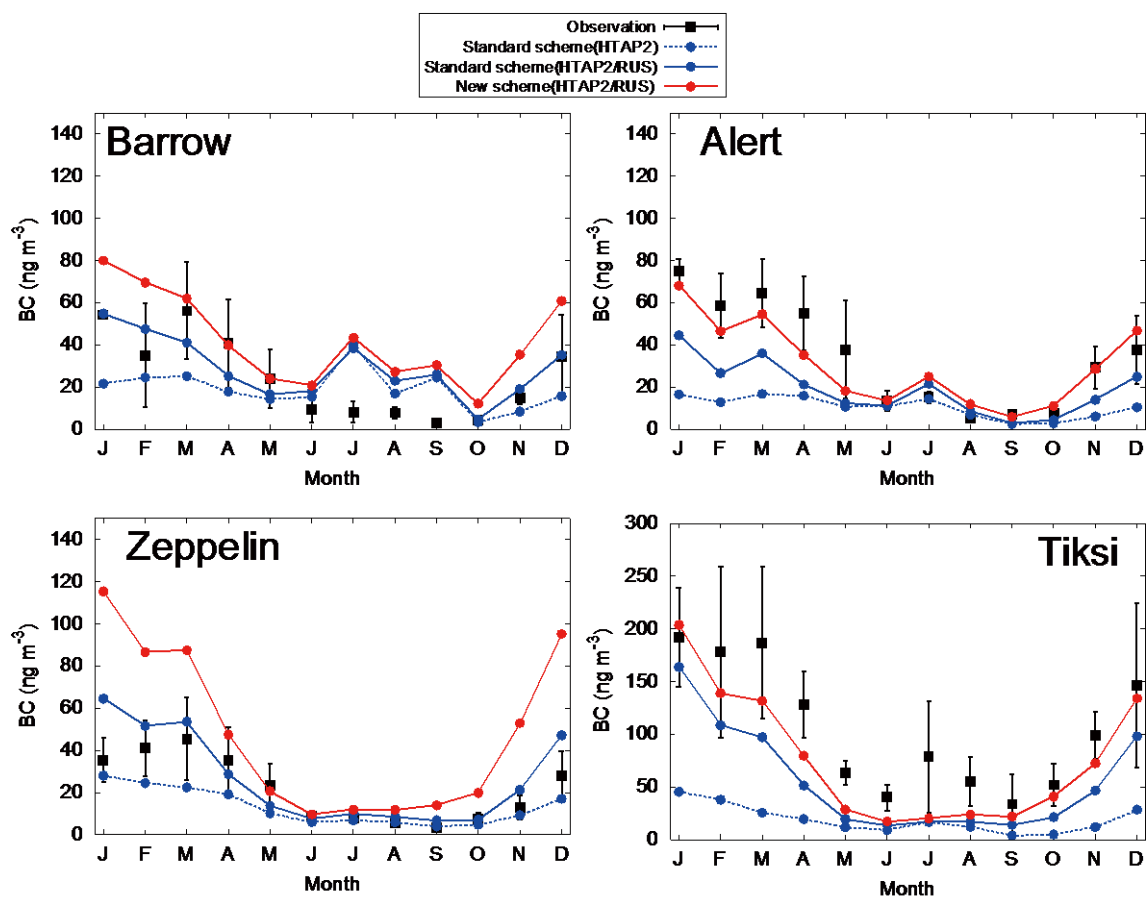 Observation
Standard scheme(HTAP2)
Standard scheme(HTAP2/RUS)
New scheme(HTAP2/RUS)
Barrow
BC (ng m⁻³)
140
120
100
80
60
40
20
0
J F M A M J J A S O N D
Month
Alert
BC (ng m⁻³)
140
120
100
80
60
40
20
0
J F M A M J J A S O N D
Month
Zeppelin
BC (ng m⁻³)
140
120
100
80
60
40
20
0
J F M A M J J A S O N D
Month
Tiksi
BC (ng m⁻³)
300
250
200
150
100
50
0
J F M A M J J A S O N D
Month